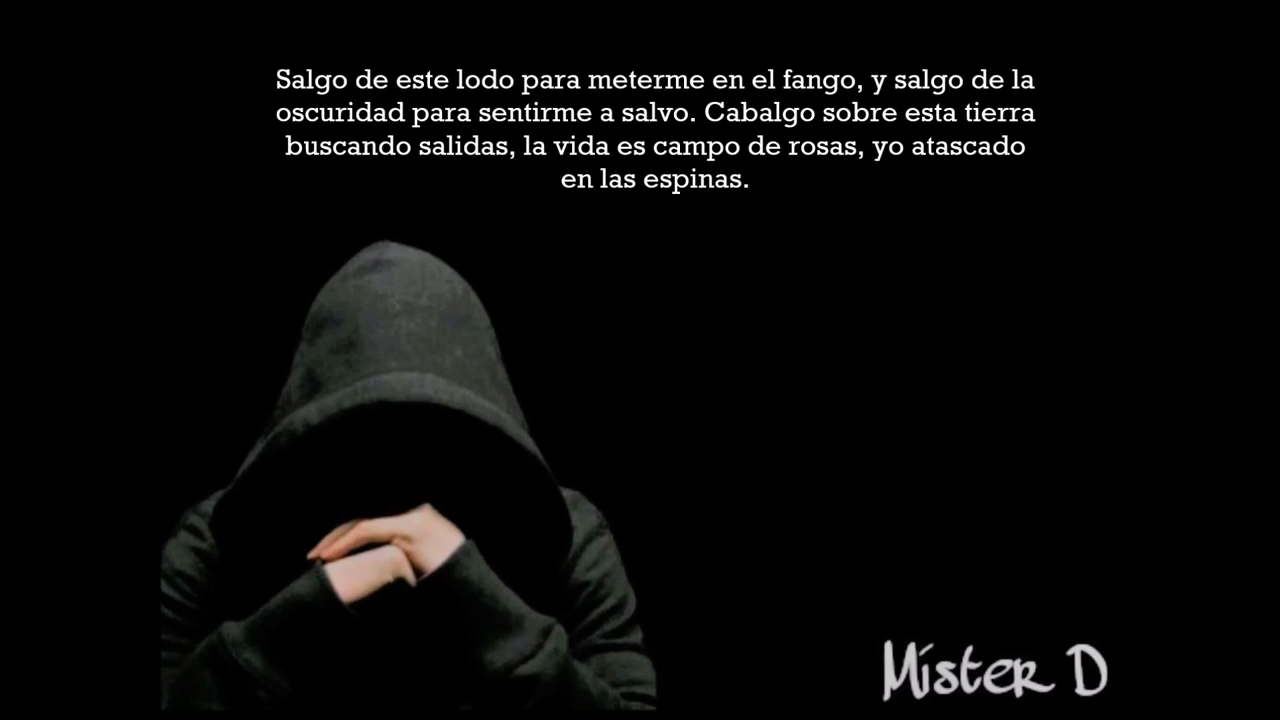 Salgo de este lodo para meterme en el fango, y salgo de la
oscuridad para sentirme a salvo. Cabalgo sobre esta tierra
buscando salidas, la vida es campo de rosas, yo atascado
en las espinas.
Mister D